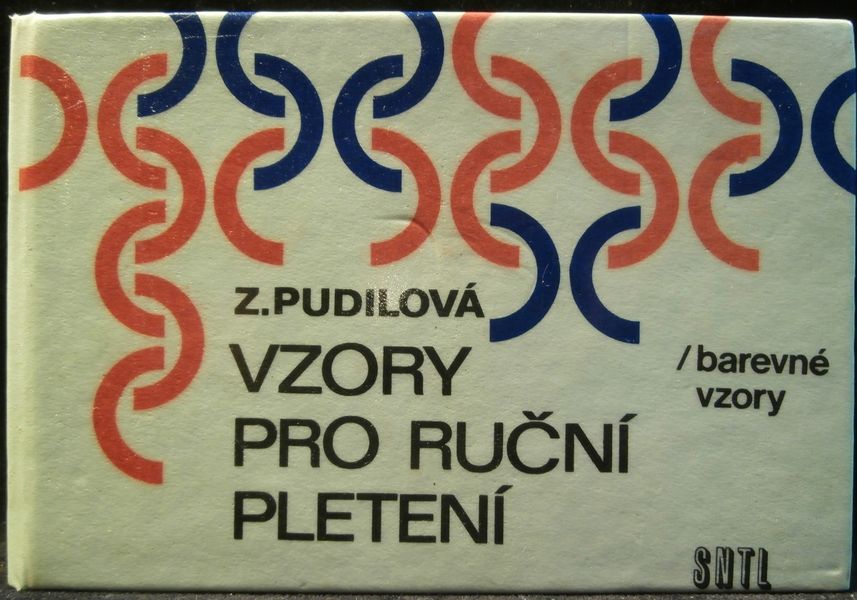 Z.PUDILOVÁ
VZORY
PRO RUČNÍ
PLETENÍ
/barevné
vzory
SNTL